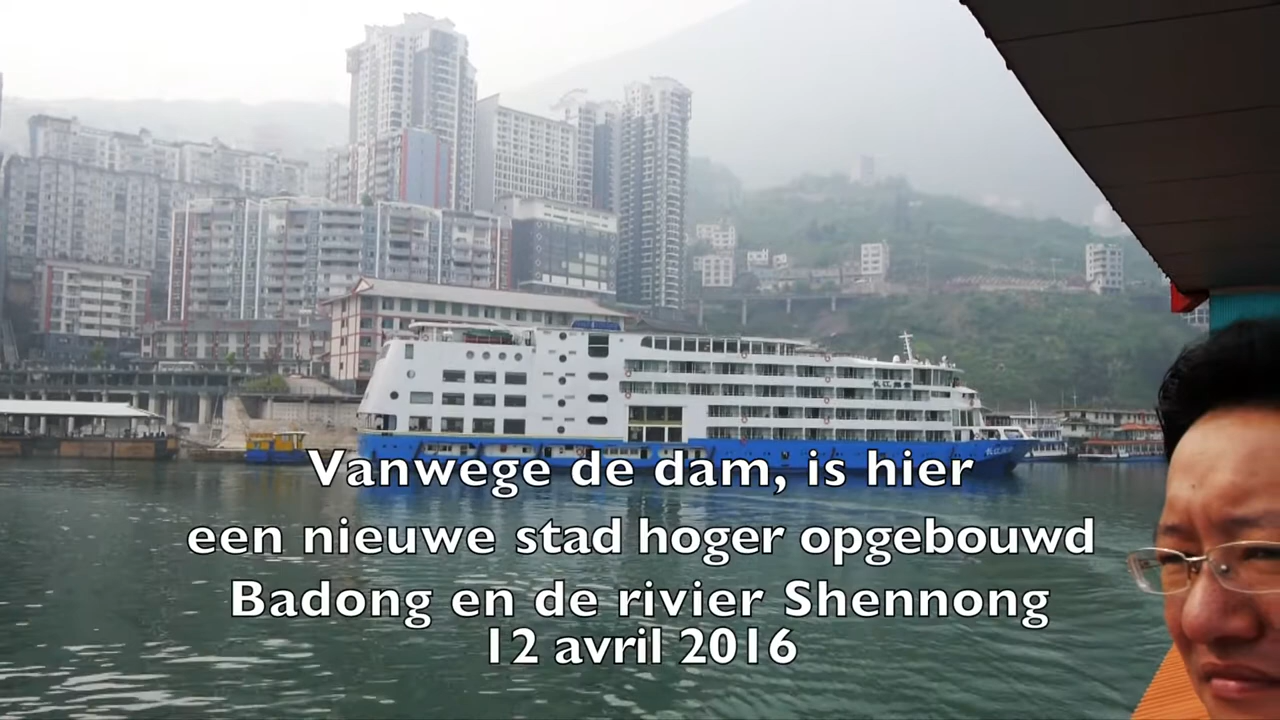 Vanwege de dam, is hier
een nieuwe stad hoger opgebouwd
Badong en de rivier Shennong
12 avril 2016